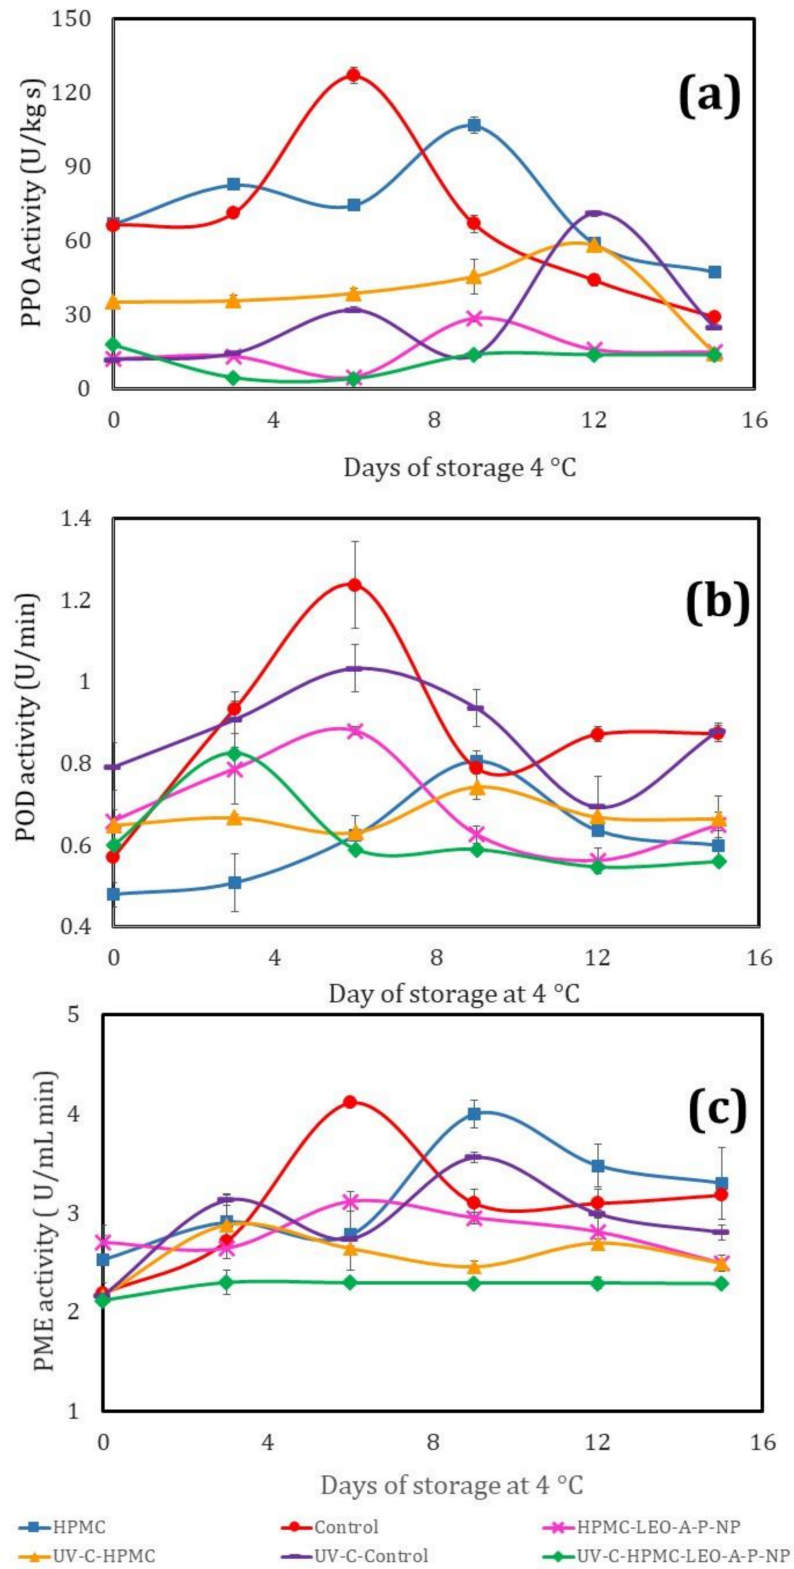 150
120
90
60
30
0
PPO Activity (U/kg s)
(a)
0 4 8 12 16
Days of storage 4 °C
1.4
1.2
1
0.8
0.6
0.4
POD activity (U/min)
(b)
0 4 8 12 16
Day of storage at 4 °C
5
4
3
2
1
PME activity ( U/mL min)
(c)
0 4 8 12 16
Days of storage at 4 °C
HPMC Control HPMC-LEO-A-P-NP
UV-C-HPMC UV-C-Control UV-C-HPMC-LEO-A-P-NP